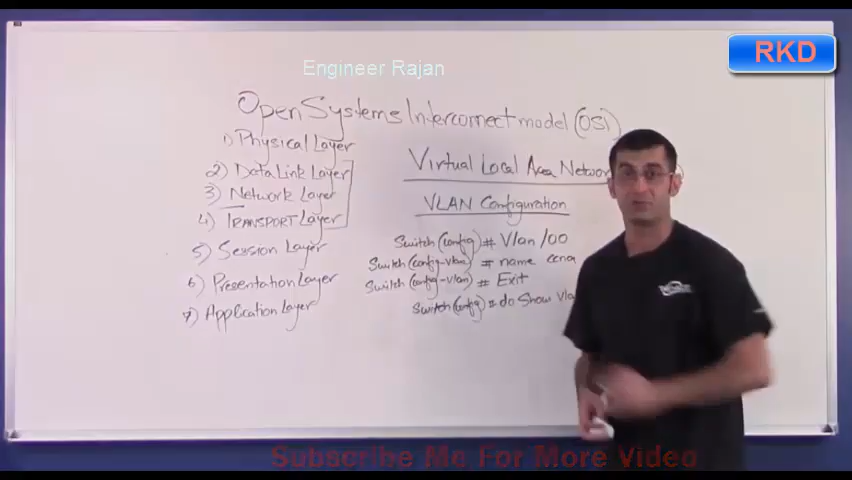 RKD
Engineer Rajan
Open Systems Interconnect model (OSI)
1) Physical Layer
2) Data Link Layer
3) Network Layer
4) TRANSPORT Layer
5) Session Layer
6) Presentation Layer
7) Application Layer
Virtual Local Area Networ
VLAN Configuration
Switch (config) # Vlan 100
Switch (config-vlan) # name ccna
Switch (config-vlan) # Exit
Switch (config) # do Show Vla
Subscribe Me For More Video